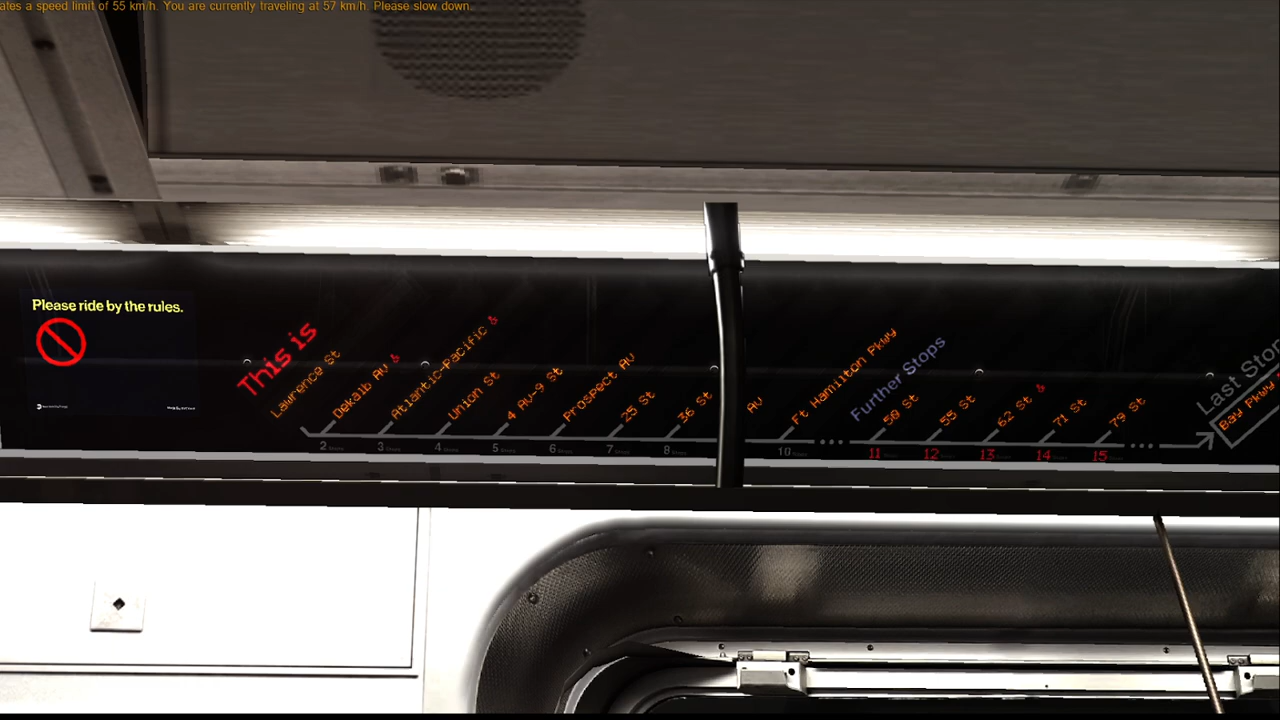 ates a speed limit of 55 km/h. You are currently traveling at 57 km/h. Please slow down.
Please ride by the rules.
This is
Lawrence St
Dekalb Av
Atlantic-Pacific
Union St
4 Av-9 St
Prospect Av
25 St
36 St
Av
Ft Hamilton Pkwy
Further Stops
50 St
55 St
62 St
71 St
79 St
Last Stop
Bay Pkwy
2
3
4
5
6
7
8
10
11
12
13
14
15